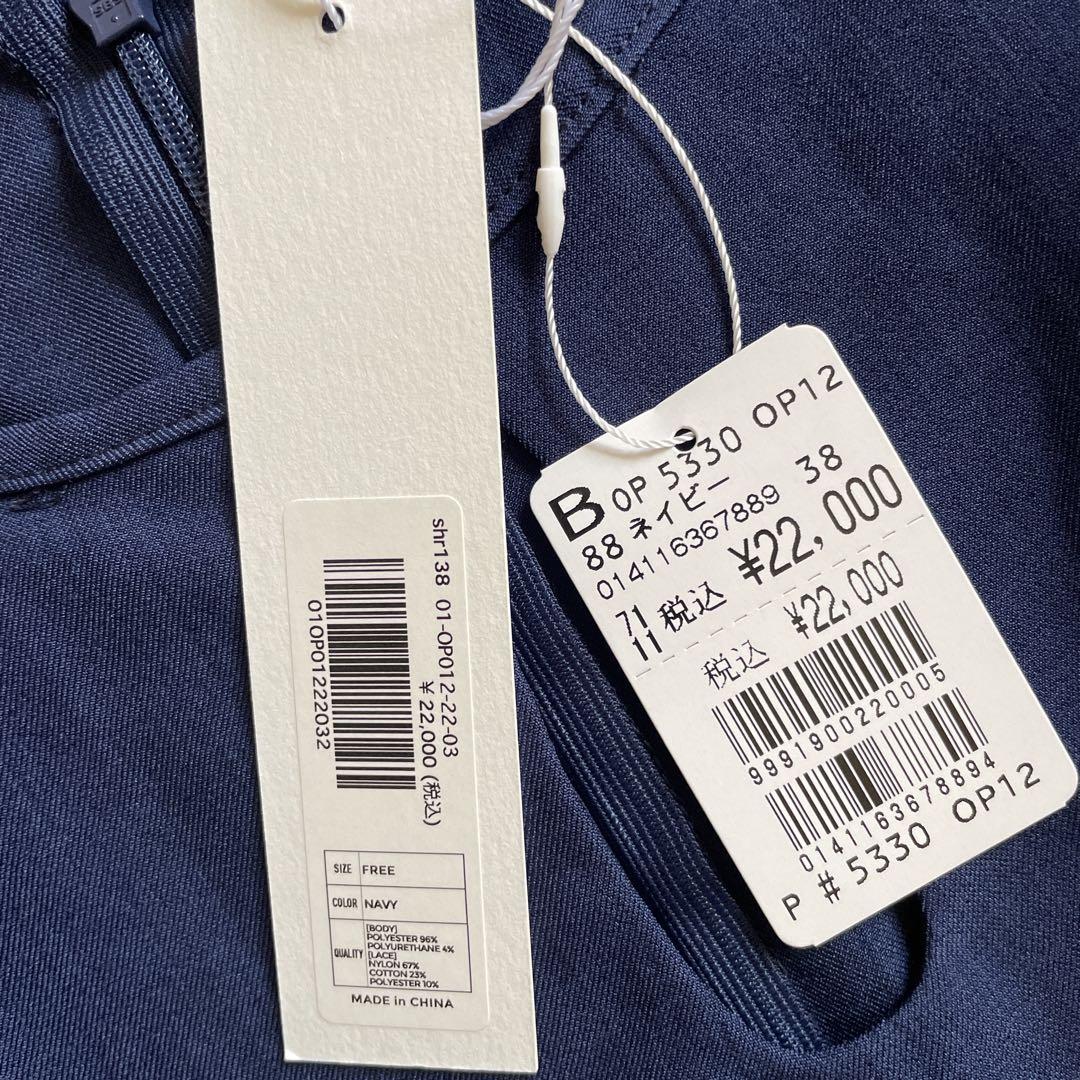 shr138 01-OP012-22-03
¥ 22,000 (税込)
01OP01222032
SIZE FREE
COLOR NAVY
QUALITY
[BODY]
POLYESTER 96%
POLYURETHANE 4%
[LACE]
NYLON 67%
COTTON 23%
POLYESTER 10%
MADE in CHINA
B OP 5330 OP12
88 ネイビー 38
014116367889
71
11 税込 ¥22,000
税込 ¥22,000
9991900220005
0141163678894
P # 5330 OP12